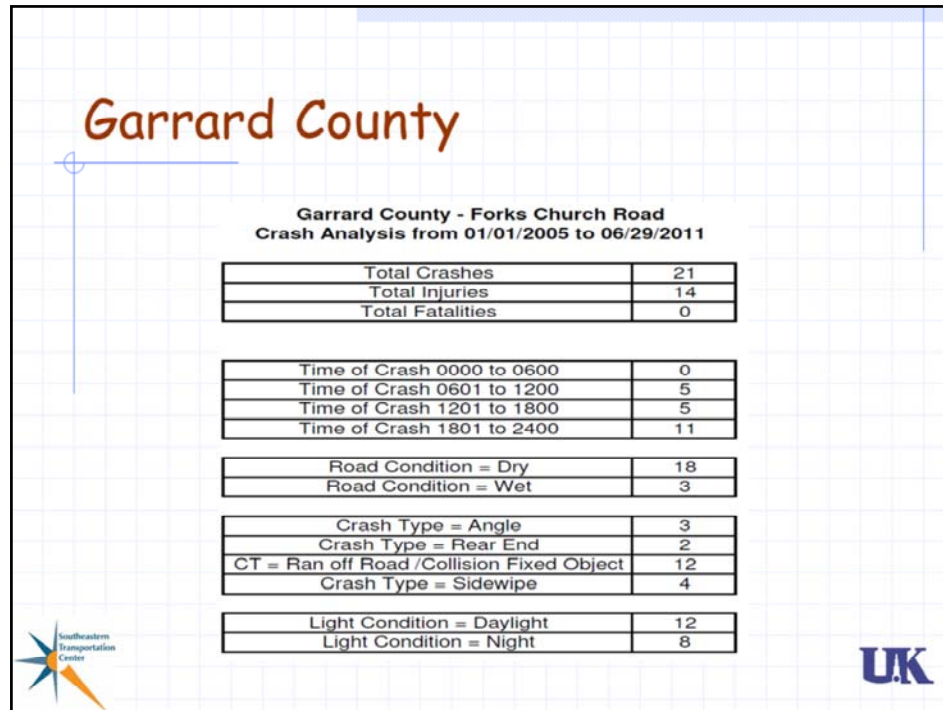 Garrard County
Garrard County - Forks Church Road
Crash Analysis from 01/01/2005 to 06/29/2011
Total Crashes 21
Total Injuries 14
Total Fatalities 0
Time of Crash 0000 to 0600 0
Time of Crash 0601 to 1200 5
Time of Crash 1201 to 1800 5
Time of Crash 1801 to 2400 11
Road Condition = Dry 18
Road Condition = Wet 3
Crash Type = Angle 3
Crash Type = Rear End 2
CT = Ran off Road /Collision Fixed Object 12
Crash Type = Sidewipe 4
Light Condition = Daylight 12
Light Condition = Night 8
Southeastern
Transportation
Center
UK